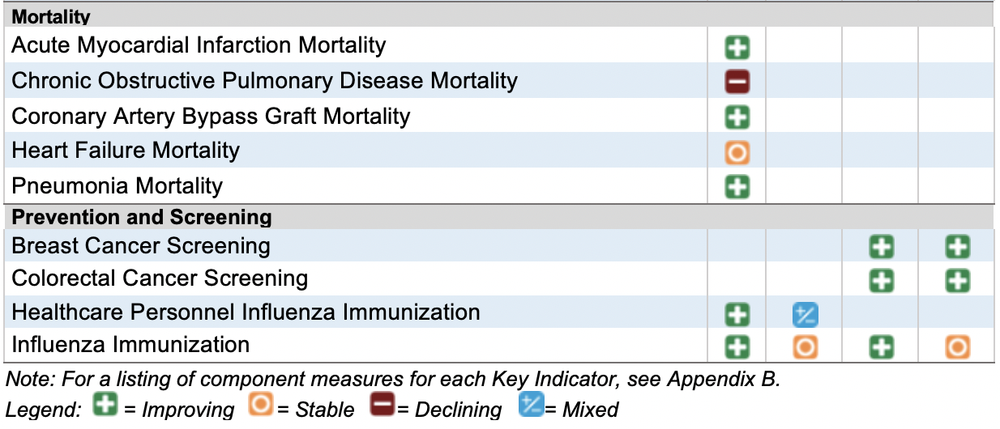 Mortality
Acute Myocardial Infarction Mortality
Chronic Obstructive Pulmonary Disease Mortality
Coronary Artery Bypass Graft Mortality
Heart Failure Mortality
Pneumonia Mortality
Prevention and Screening
Breast Cancer Screening
Colorectal Cancer Screening
Healthcare Personnel Influenza Immunization
Influenza Immunization
Note: For a listing of component measures for each Key Indicator, see Appendix B.
Legend: = Improving = Stable = Declining = Mixed